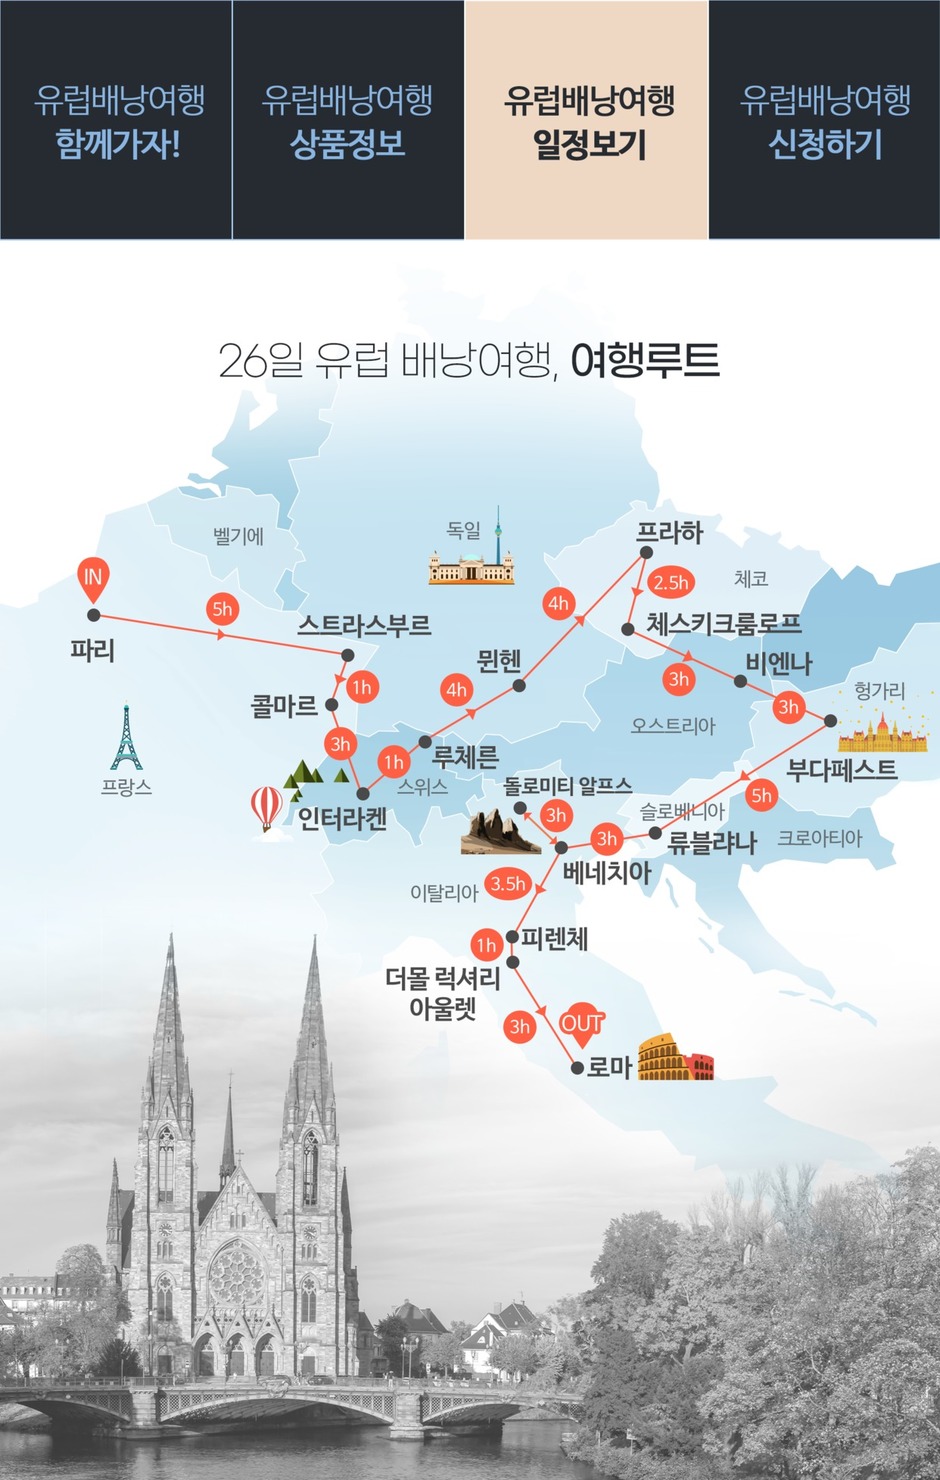 유럽배낭여행
함께가자!
유럽배낭여행
상품정보
유럽배낭여행
일정보기
유럽배낭여행
신청하기
26일 유럽 배낭여행, 여행루트
벨기에
독일
프라하
IN
2.5h
체코
5h
4h
스트라스부르
체스키크룸로프
파리
뮌헨
비엔나
1h
4h
3h
헝가리
콜마르
3h
오스트리아
3h
루체른
1h
부다페스트
프랑스
스위스
돌로미티 알프스
5h
인터라켄
3h
슬로베니아
3h
류블랴나
크로아티아
베네치아
이탈리아
3.5h
1h
피렌체
더몰 럭셔리
아울렛
3h
OUT
로마